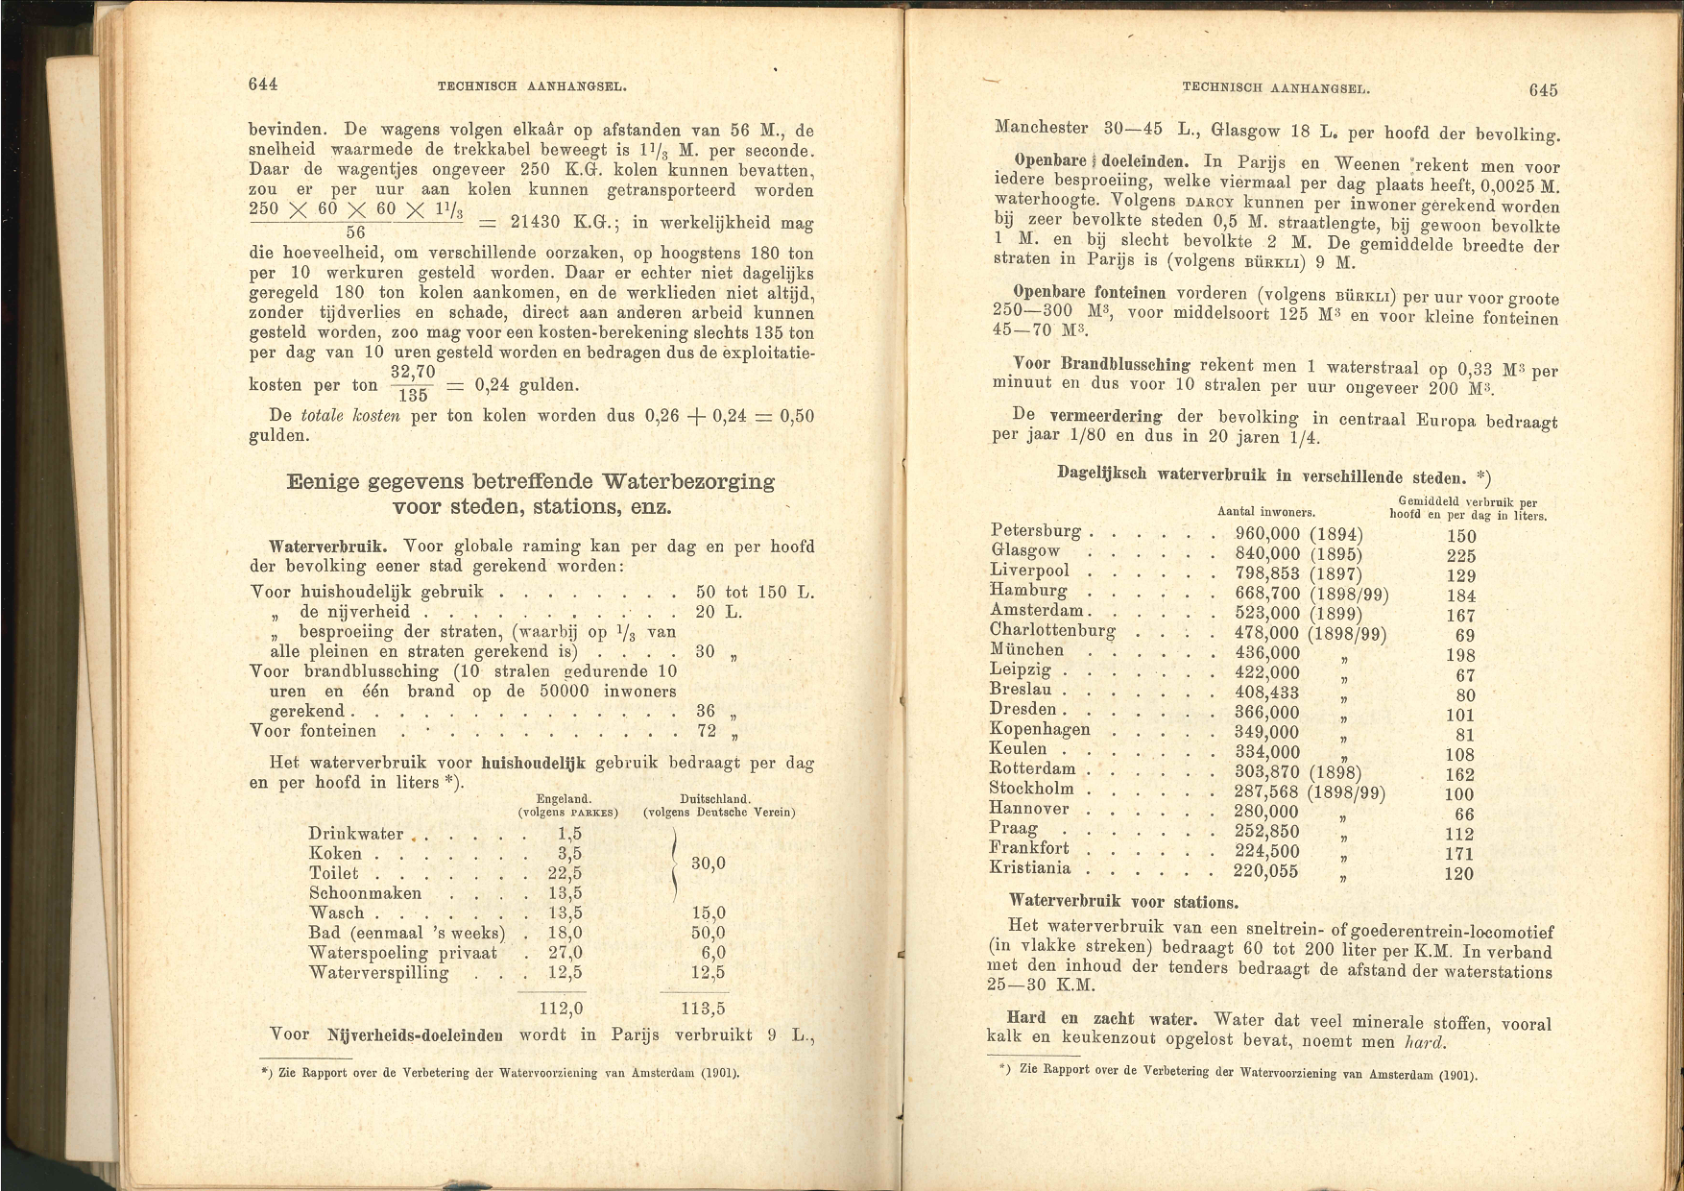 644 TECHNISCH AANHANGSEL.
bevinden. De wagens volgen elkaâr op afstanden van 56 M., de
snelheid waarmede de trekkabel beweegt is 1 1/3 M. per seconde.
Daar de wagentjes ongeveer 250 K.G. kolen kunnen bevatten,
zou er per uur aan kolen kunnen getransporteerd worden
250 × 60 × 60 × 1 1/3
= 21430 K.G.; in werkelijkheid mag
56
die hoeveelheid, om verschillende oorzaken, op hoogstens 180 ton
per 10 werkuren gesteld worden. Daar er echter niet dagelijks
geregeld 180 ton kolen aankomen, en de werklieden niet altijd,
zonder tijdverlies en schade, direct aan anderen arbeid kunnen
gesteld worden, zoo mag voor een kosten-berekening slechts 135 ton
per dag van 10 uren gesteld worden en bedragen dus de exploitatie-
32,70
kosten per ton = 0,24 gulden.
135
De totale kosten per ton kolen worden dus 0,26 + 0,24 = 0,50
gulden.
Eenige gegevens betreffende Waterbezorging
voor steden, stations, enz.
Waterverbruik. Voor globale raming kan per dag en per hoofd
der bevolking eener stad gerekend worden:
Voor huishoudelijk gebruik . . . . . . . . 50 tot 150 L.
„ de nijverheid . . . . . . . . . . . 20 L.
„ besproeiing der straten, (waarbij op 1/3 van
alle pleinen en straten gerekend is) . . . . 30 „
Voor brandblussching (10 stralen gedurende 10
uren en één brand op de 50000 inwoners
gerekend . . . . . . . . . . . . . . 36 „
Voor fonteinen . . . . . . . . . . . . 72 „
Het waterverbruik voor huishoudelijk gebruik bedraagt per dag
en per hoofd in liters *).
Engeland. Duitschland.
(volgens PARKES) (volgens Deutsche Verein)
Drinkwater . . . . . 1,5
Koken . . . . . . . 3,5
30,0
Toilet . . . . . . . 22,5
Schoonmaken . . . . 13,5
Wasch . . . . . . . 13,5 15,0
Bad (eenmaal 's weeks) . 18,0 50,0
Waterspoeling privaat . 27,0 6,0
Waterverspilling . . . 12,5 12,5
112,0 113,5
Voor Nijverheids-doeleinden wordt in Parijs verbruikt 9 L.,
*) Zie Rapport over de Verbetering der Watervoorziening van Amsterdam (1901).
TECHNISCH AANHANGSEL. 645
Manchester 30—45 L., Glasgow 18 L. per hoofd der bevolking.
Openbare doeleinden. In Parijs en Weenen rekent men voor
iedere besproeiing, welke viermaal per dag plaats heeft, 0,0025 M.
waterhoogte. Volgens DARCY kunnen per inwoner gerekend worden
bij zeer bevolkte steden 0,5 M. straatlengte, bij gewoon bevolkte
1 M. en bij slecht bevolkte 2 M. De gemiddelde breedte der
straten in Parijs is (volgens BÜRKLI) 9 M.
Openbare fonteinen vorderen (volgens BÜRKLI) per uur voor groote
250—300 M³, voor middelsoort 125 M³ en voor kleine fonteinen
45—70 M³.
Voor Brandblussching rekent men 1 waterstraal op 0,33 M³ per
minuut en dus voor 10 stralen per uur ongeveer 200 M³.
De vermeerdering der bevolking in centraal Europa bedraagt
per jaar 1/80 en dus in 20 jaren 1/4.
Dagelijksch waterverbruik in verschillende steden. *)
Gemiddeld verbruik per
Aantal inwoners. hoofd en per dag in liters.
Petersburg . . . . . . 960,000 (1894) 150
Glasgow . . . . . . 840,000 (1895) 225
Liverpool . . . . . . 798,853 (1897) 129
Hamburg . . . . . . 668,700 (1898/99) 184
Amsterdam . . . . . . 523,000 (1899) 167
Charlottenburg . . . . 478,000 (1898/99) 69
München . . . . . . 436,000 „ 198
Leipzig . . . . . . . 422,000 „ 67
Breslau . . . . . . . 408,433 „ 80
Dresden . . . . . . . 366,000 „ 101
Kopenhagen . . . . . 349,000 „ 81
Keulen . . . . . . . 334,000 „ 108
Rotterdam . . . . . . 303,870 (1898) 162
Stockholm . . . . . . 287,568 (1898/99) 100
Hannover . . . . . . 280,000 „ 66
Praag . . . . . . . 252,850 „ 112
Frankfort . . . . . . 224,500 „ 171
Kristiania . . . . . . 220,055 „ 120
Waterverbruik voor stations.
Het waterverbruik van een sneltrein- of goederentrein-locomotief
(in vlakke streken) bedraagt 60 tot 200 liter per K.M. In verband
met den inhoud der tenders bedraagt de afstand der waterstations
25—30 K.M.
Hard en zacht water. Water dat veel minerale stoffen, vooral
kalk en keukenzout opgelost bevat, noemt men hard.
*) Zie Rapport over de Verbetering der Watervoorziening van Amsterdam (1901).